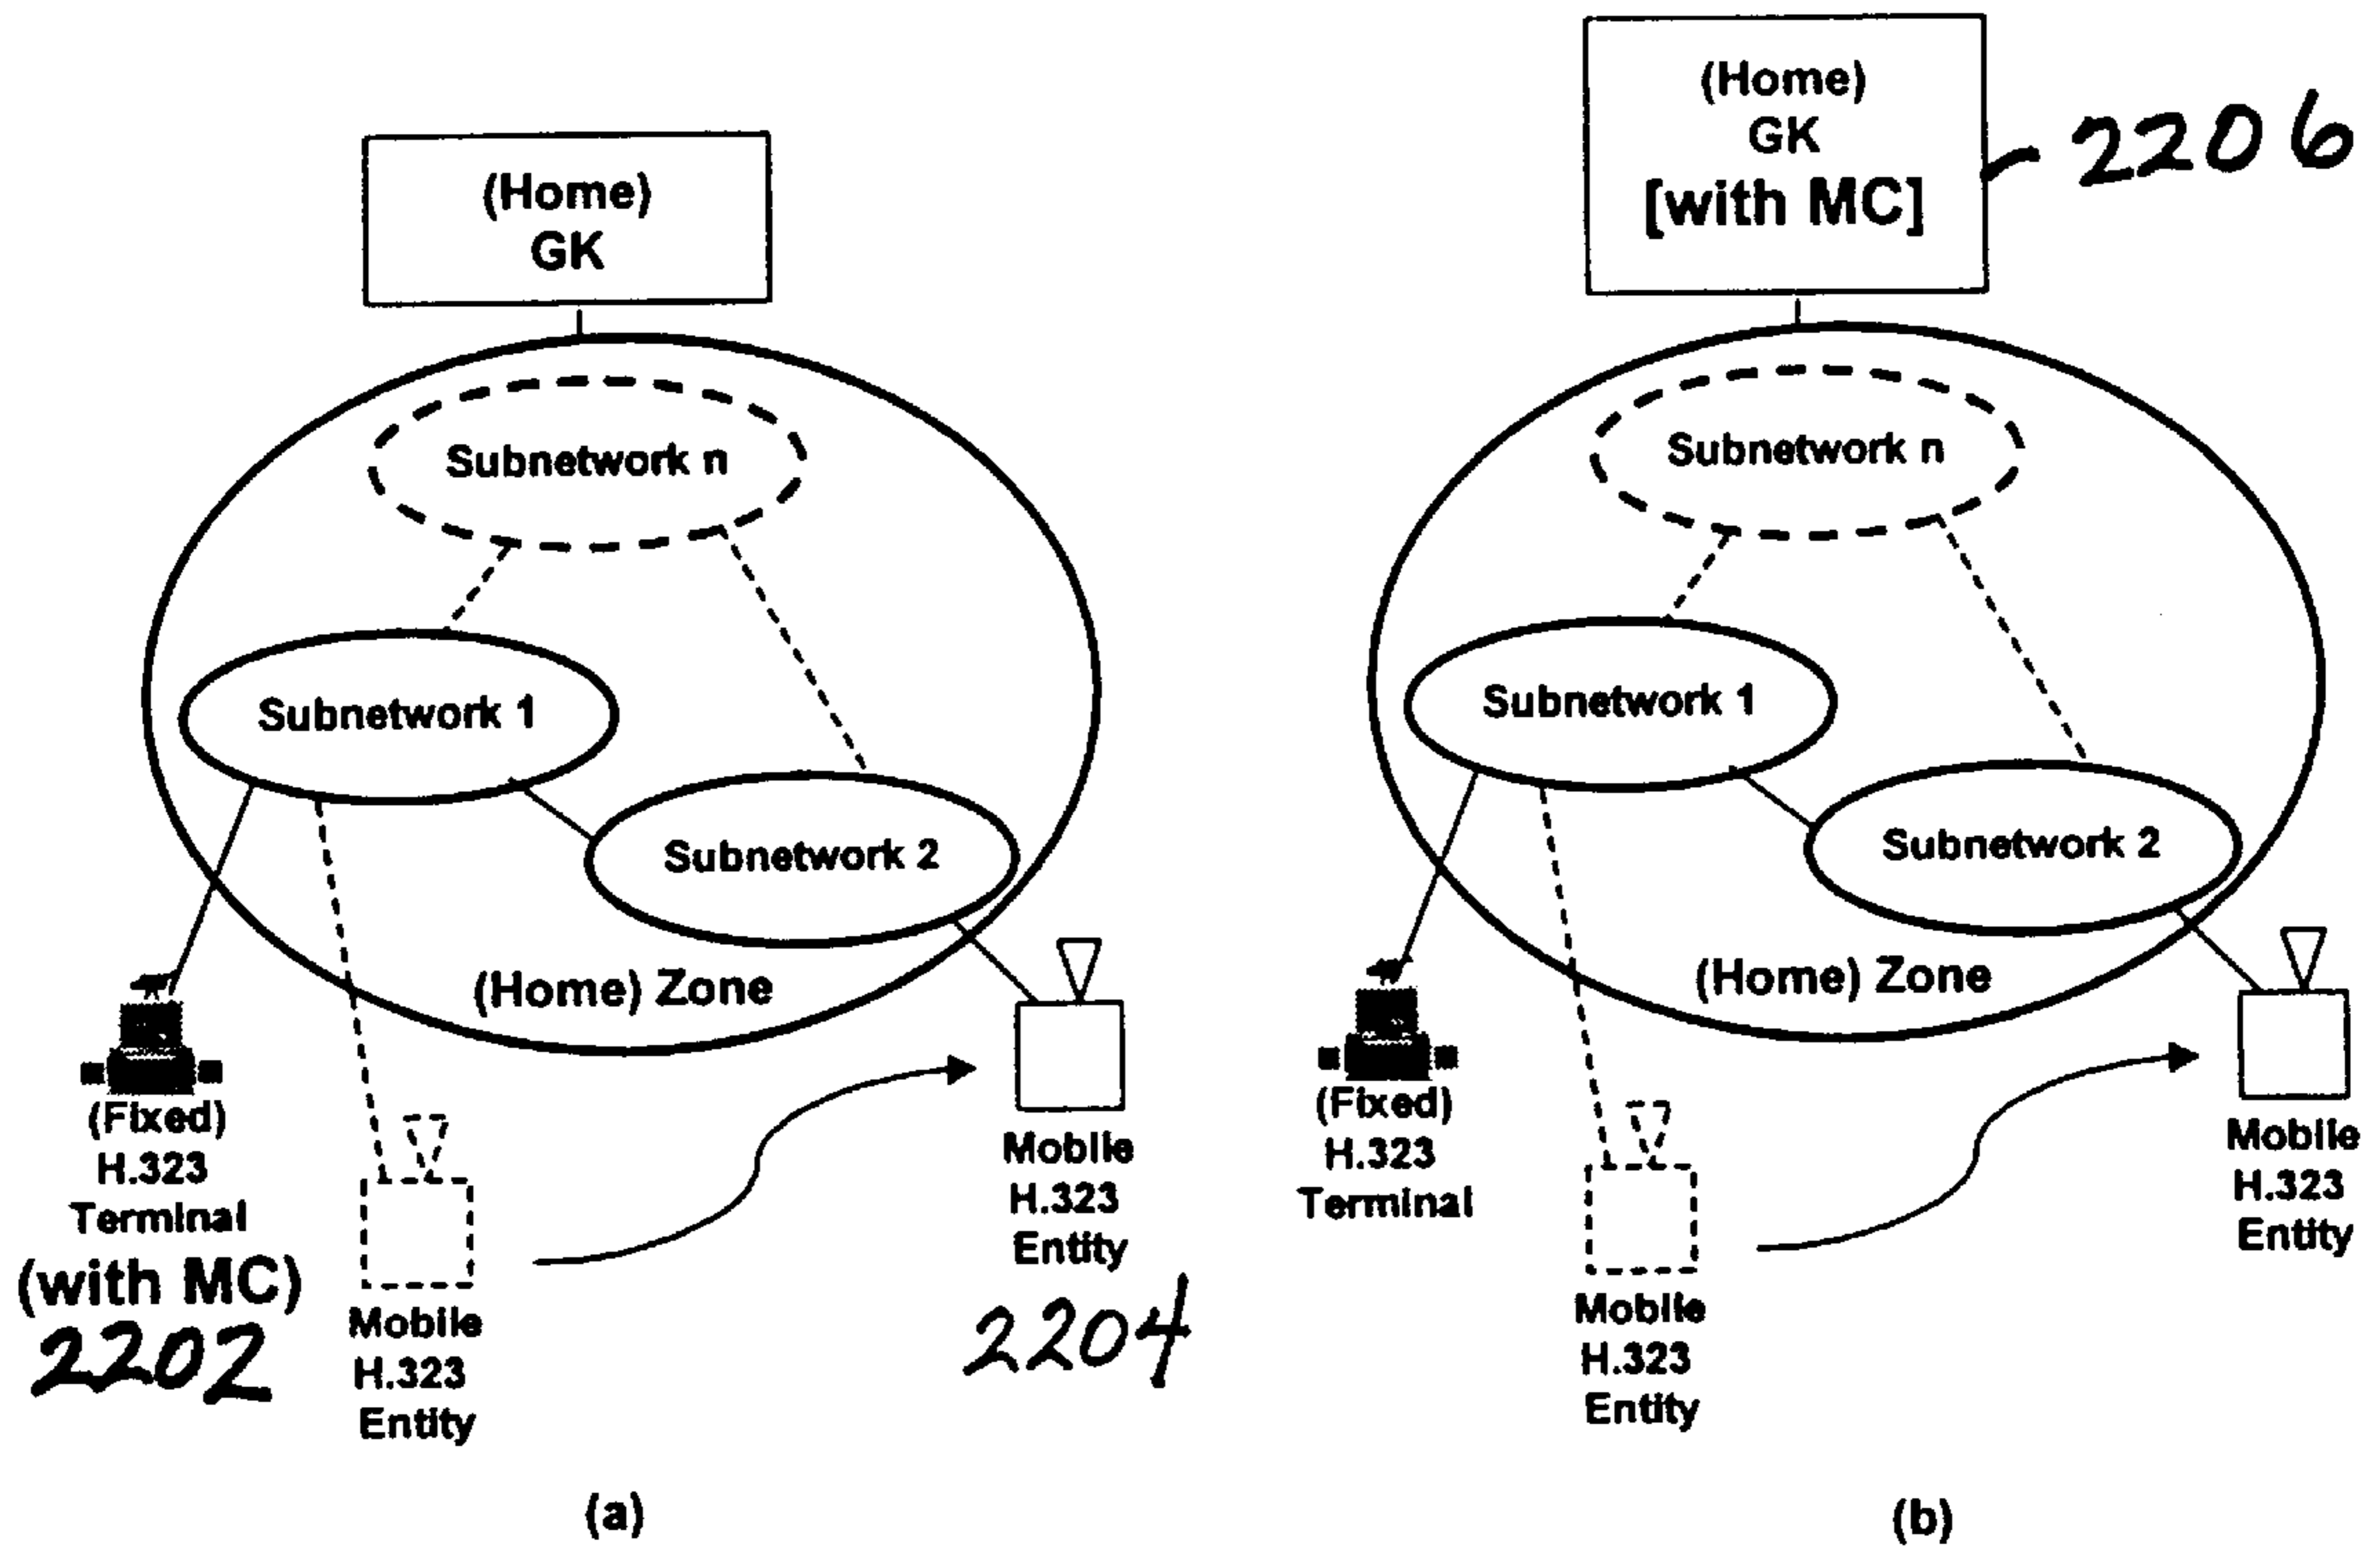 (Home)
GK
Subnetwork n
Subnetwork 1
Subnetwork 2
(Home) Zone
(Fixed)
H.323
Terminal
(with MC)
2202
Mobile
H.323
Entity
Mobile
H.323
Entity
2204
(a)
(Home)
GK
[with MC]
2206
Subnetwork n
Subnetwork 1
Subnetwork 2
(Home) Zone
(Fixed)
H.323
Terminal
Mobile
H.323
Entity
Mobile
H.323
Entity
(b)